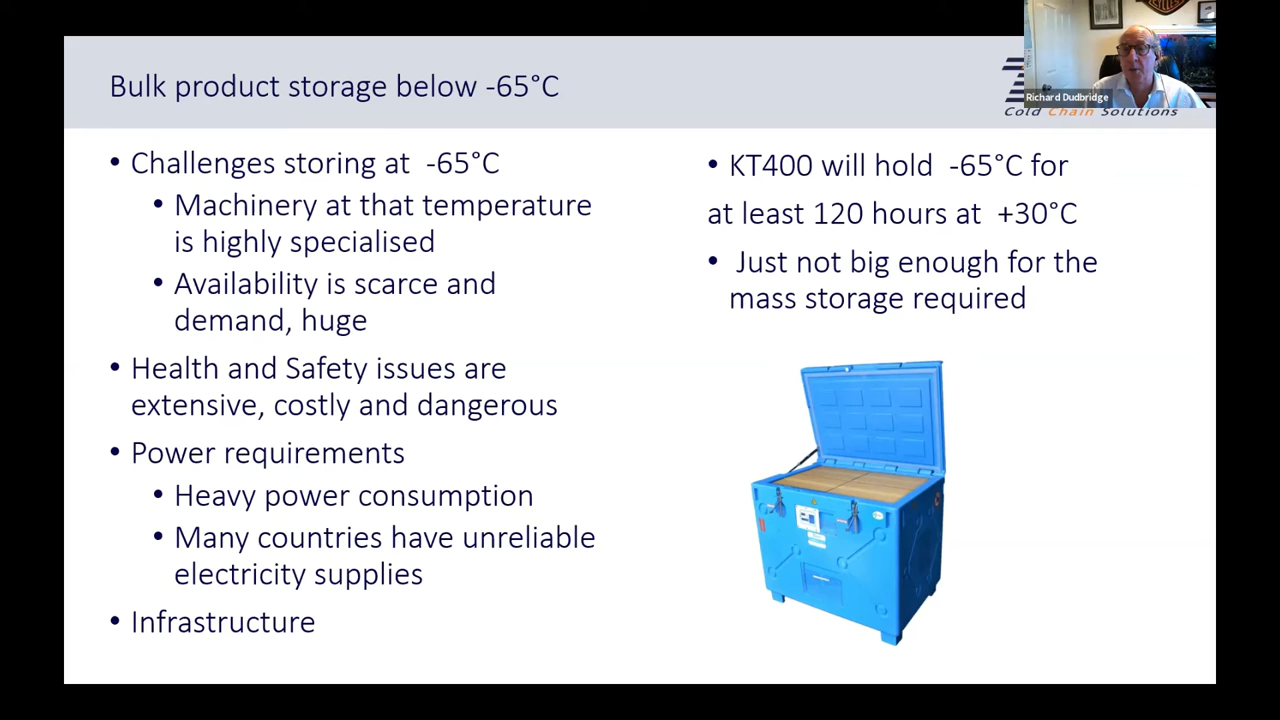 Bulk product storage below -65°C
Richard Dudbridge
Cold Chain Solutions
• Challenges storing at -65°C
• Machinery at that temperature
is highly specialised
• Availability is scarce and
demand, huge
• Health and Safety issues are
extensive, costly and dangerous
• Power requirements
• Heavy power consumption
• Many countries have unreliable
electricity supplies
• Infrastructure
• KT400 will hold -65°C for
at least 120 hours at +30°C
• Just not big enough for the
mass storage required